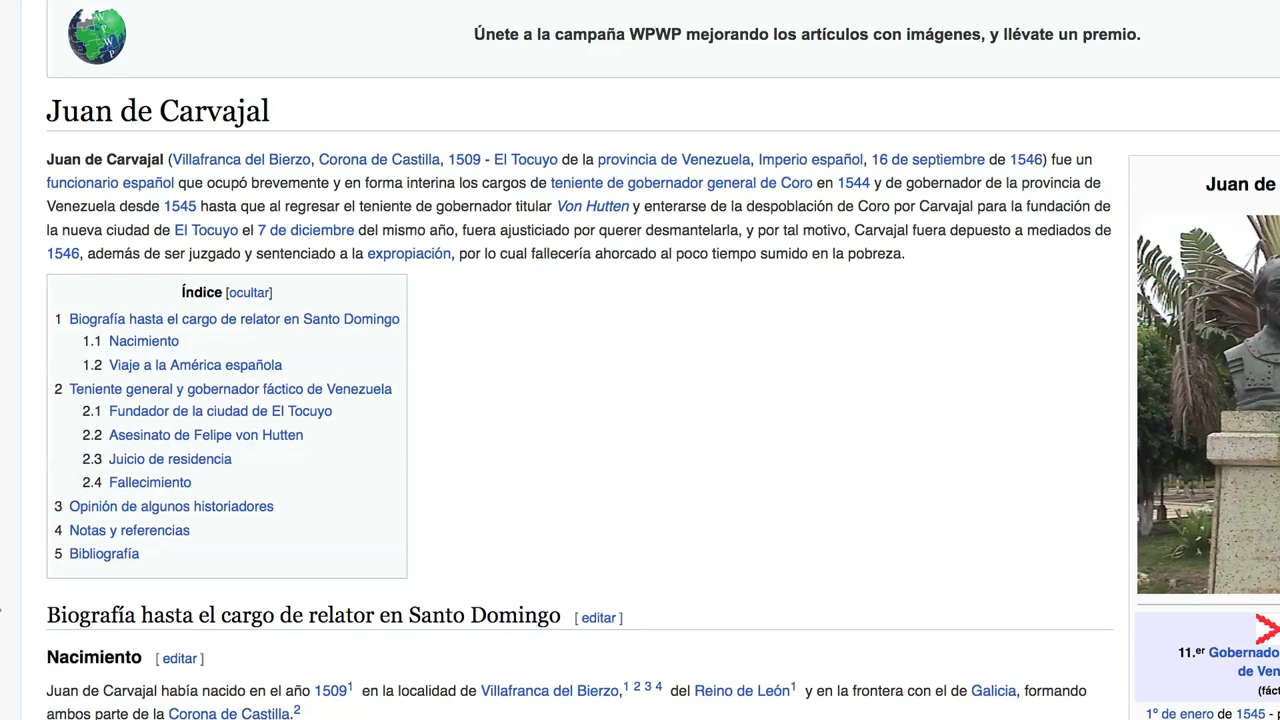 Únete a la campaña WPWP mejorando los artículos con imágenes, y llévate un premio.
Juan de Carvajal
Juan de Carvajal (Villafranca del Bierzo, Corona de Castilla, 1509 - El Tocuyo de la provincia de Venezuela, Imperio español, 16 de septiembre de 1546) fue un
funcionario español que ocupó brevemente y en forma interina los cargos de teniente de gobernador general de Coro en 1544 y de gobernador de la provincia de
Venezuela desde 1545 hasta que al regresar el teniente de gobernador titular Von Hutten y enterarse de la despoblación de Coro por Carvajal para la fundación de
la nueva ciudad de El Tocuyo el 7 de diciembre del mismo año, fuera ajusticiado por querer desmantelarla, y por tal motivo, Carvajal fuera depuesto a mediados de
1546, además de ser juzgado y sentenciado a la expropiación, por lo cual fallecería ahorcado al poco tiempo sumido en la pobreza.
Índice [ocultar]
1 Biografía hasta el cargo de relator en Santo Domingo
1.1 Nacimiento
1.2 Viaje a la América española
2 Teniente general y gobernador fáctico de Venezuela
2.1 Fundador de la ciudad de El Tocuyo
2.2 Asesinato de Felipe von Hutten
2.3 Juicio de residencia
2.4 Fallecimiento
3 Opinión de algunos historiadores
4 Notas y referencias
5 Bibliografía
Biografía hasta el cargo de relator en Santo Domingo [ editar ]
Nacimiento [ editar ]
Juan de Carvajal había nacido en el año 1509¹ en la localidad de Villafranca del Bierzo,¹ ² ³ ⁴ del Reino de León¹ y en la frontera con el de Galicia, formando
ambos parte de la Corona de Castilla.²
Juan de
11.er Gobernado
de Ven
(fáct
1º de enero de 1545 - p